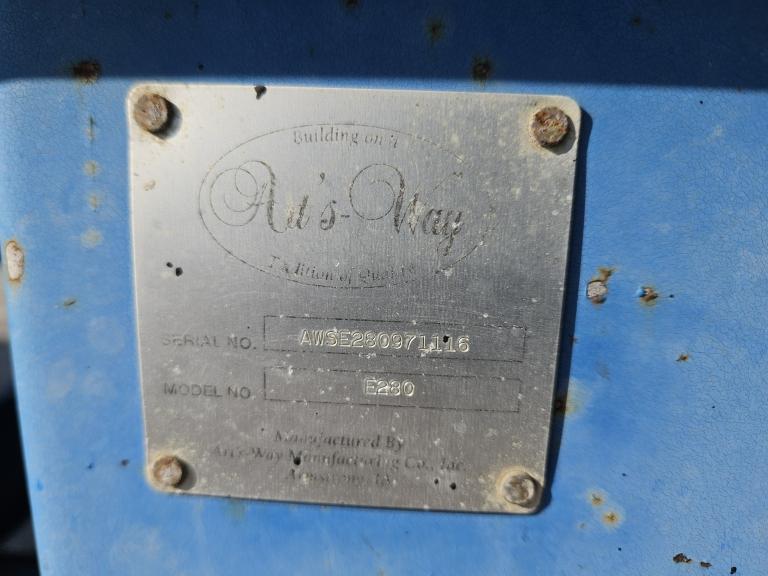 Building on a
Art's-Way
Tradition of Quality
SERIAL NO. AWSE280971116
MODEL NO E280
Manufactured By
Art's-Way Manufacturing Co., Inc.
Armstrong, IA